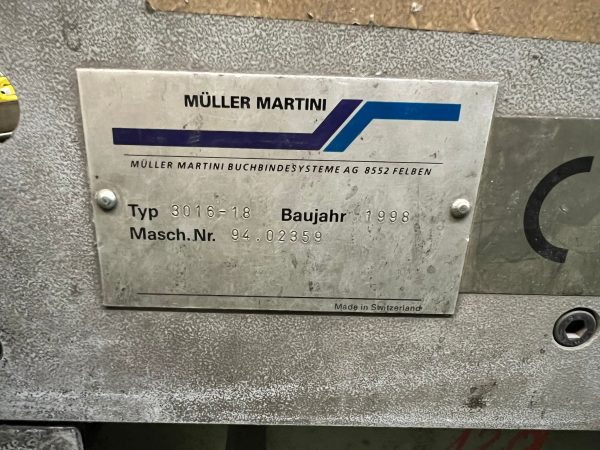 MÜLLER MARTINI
MÜLLER MARTINI BUCHBINDESYSTEME AG 8552 FELBEN
Typ 3016-18 Baujahr 1998
Masch.Nr. 94.02359
Made in Switzerland